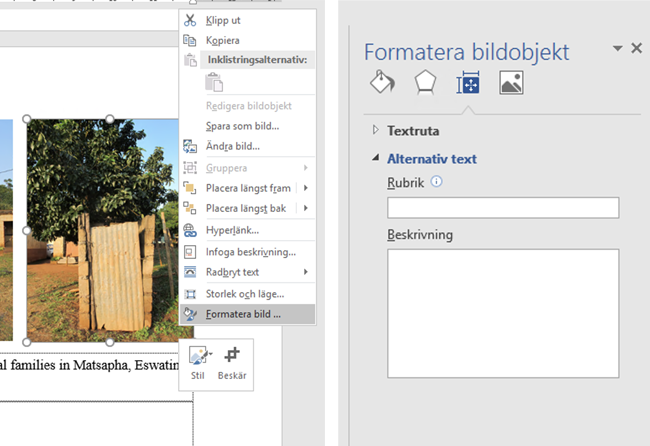 Klipp ut
Kopiera
Inklistringsalternativ:
Redigera bildobjekt
Spara som bild...
Ändra bild...
Gruppera
Placera längst fram
Placera längst bak
Hyperlänk...
Infoga beskrivning...
Radbryt text
Storlek och läge...
Formatera bild ...
Stil
Beskär
al families in Matsapha, Eswatin
Formatera bildobjekt
Textruta
Alternativ text
Rubrik
Beskrivning